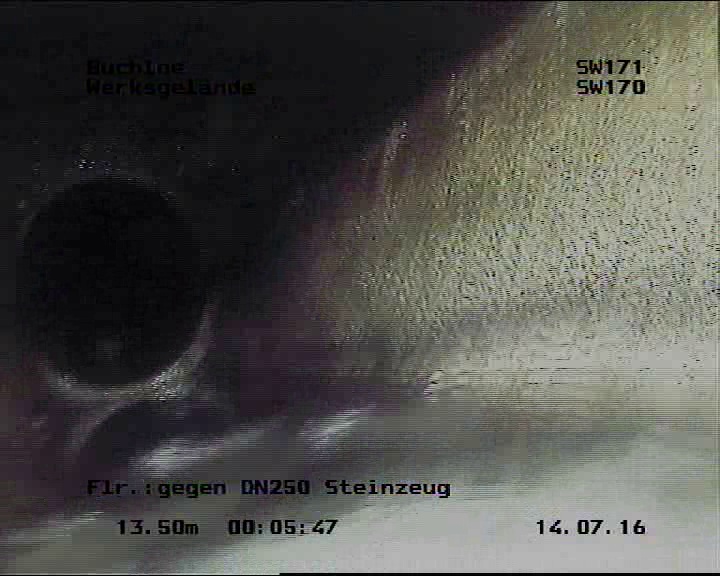 Buchloe
Werksgelände
SW171
SW170
Flr.:gegen DN250 Steinzeug
13.50m 00:05:47 14.07.16